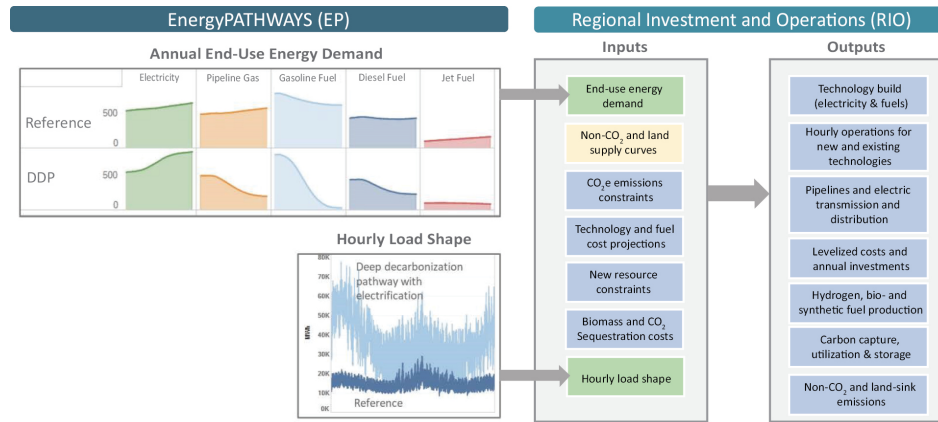 EnergyPATHWAYS (EP)
Annual End-Use Energy Demand
Electricity
Pipeline Gas
Gasoline Fuel
Diesel Fuel
Jet Fuel
Reference
500
0
DDP
500
0
Hourly Load Shape
80K
70K
60K
50K
40K
30K
20K
10K
0K
MWh
Deep decarbonization
pathway with
electrification
Reference
Regional Investment and Operations (RIO)
Inputs
End-use energy
demand
Non-CO₂ and land
supply curves
CO₂e emissions
constraints
Technology and fuel
cost projections
New resource
constraints
Biomass and CO₂
Sequestration costs
Hourly load shape
Outputs
Technology build
(electricity & fuels)
Hourly operations for
new and existing
technologies
Pipelines and electric
transmission and
distribution
Levelized costs and
annual investments
Hydrogen, bio- and
synthetic fuel production
Carbon capture,
utilization & storage
Non-CO₂ and land-sink
emissions